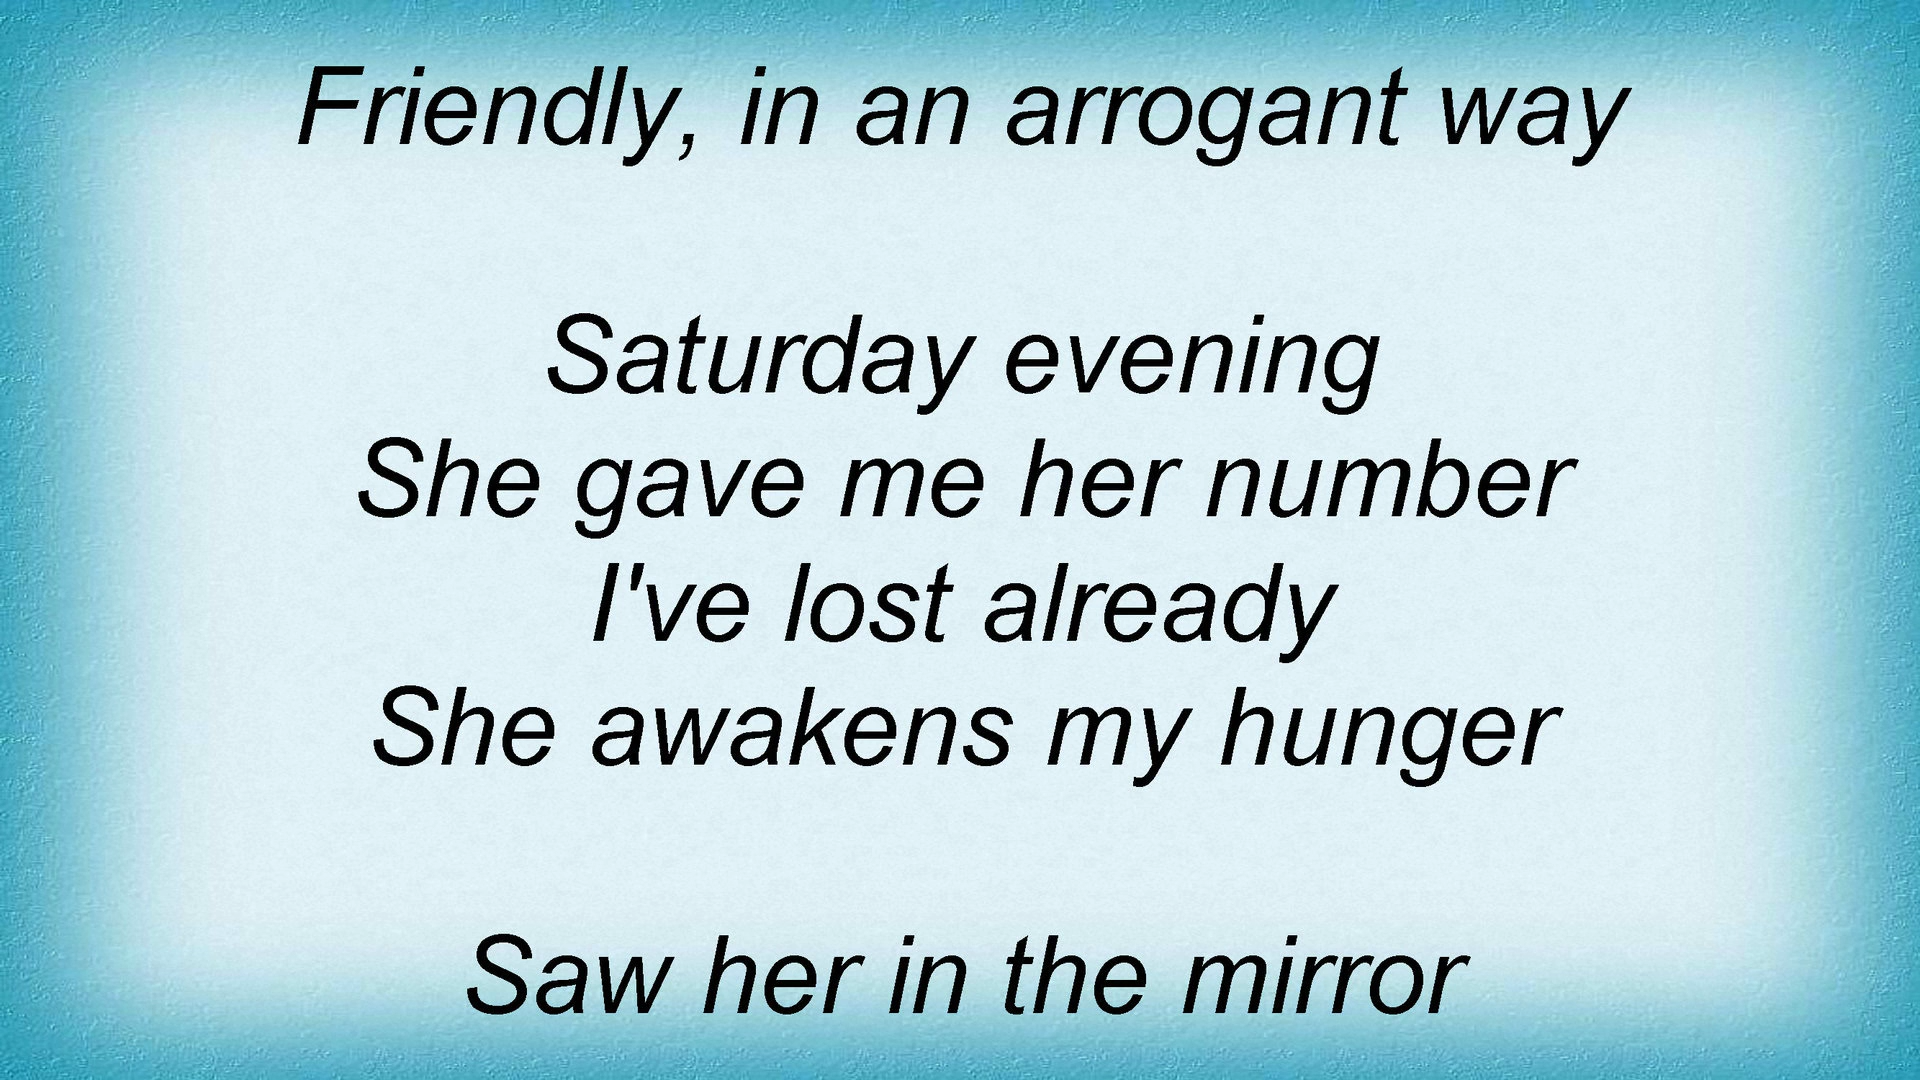 Friendly, in an arrogant way
Saturday evening
She gave me her number
I've lost already
She awakens my hunger
Saw her in the mirror